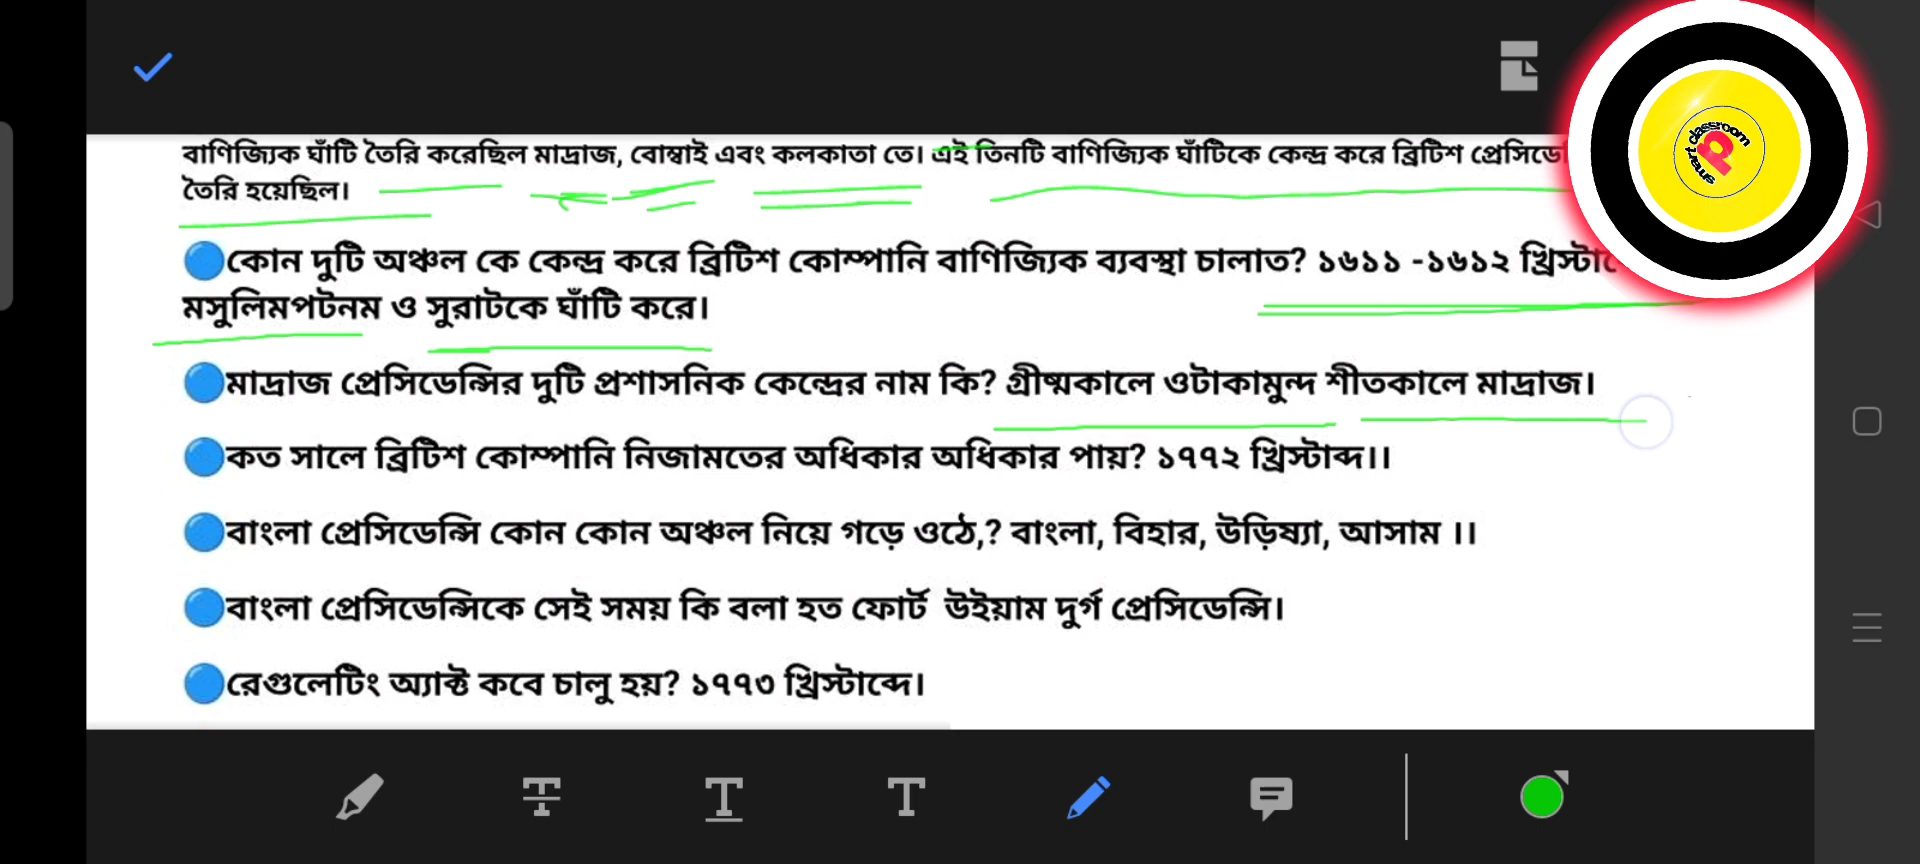 বাণিজ্যিক ঘাঁটি তৈরি করেছিল মাদ্রাজ, বোম্বাই এবং কলকাতা তে। এই তিনটি বাণিজ্যিক ঘাঁটিকে কেন্দ্র করে ব্রিটিশ
তৈরি হয়েছিল।
কোন দুটি অঞ্চল কে কেন্দ্র করে ব্রিটিশ কোম্পানি বাণিজ্যিক ব্যবস্থা চালাত? ১৬১১ -১৬১২
মসুলিমপটনম ও সুরাটকে ঘাঁটি করে।
মাদ্রাজ প্রেসিডেন্সির দুটি প্রশাসনিক কেন্দ্রের নাম কি? গ্রীষ্মকালে ওটাকামুন্দ শীতকালে মাদ্রাজ।
কত সালে ব্রিটিশ কোম্পানি নিজামতের অধিকার অধিকার পায়? ১৭৭২ খ্রিস্টাব্দ।।
বাংলা প্রেসিডেন্সি কোন কোন অঞ্চল নিয়ে গড়ে ওঠে,? বাংলা, বিহার, উড়িষ্যা, আসাম ।।
বাংলা প্রেসিডেন্সিকে সেই সময় কি বলা হত ফোর্ট উইয়াম দুর্গ প্রেসিডেন্সি।
রেগুলেটিং অ্যাক্ট কবে চালু হয়? ১৭৭৩ খ্রিস্টাব্দে।
smart classroom